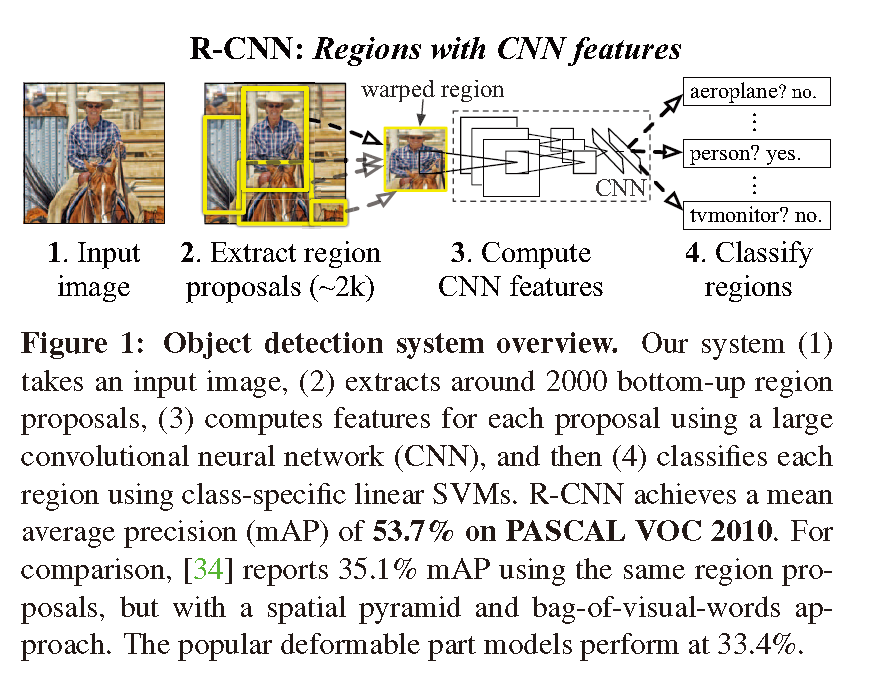 R-CNN: Regions with CNN features
warped region
aeroplane? no.
person? yes.
tvmonitor? no.
CNN
1. Input
image
2. Extract region
proposals (~2k)
3. Compute
CNN features
4. Classify
regions
Figure 1: Object detection system overview. Our system (1)
takes an input image, (2) extracts around 2000 bottom-up region
proposals, (3) computes features for each proposal using a large
convolutional neural network (CNN), and then (4) classifies each
region using class-specific linear SVMs. R-CNN achieves a mean
average precision (mAP) of 53.7% on PASCAL VOC 2010. For
comparison, [34] reports 35.1% mAP using the same region pro-
posals, but with a spatial pyramid and bag-of-visual-words ap-
proach. The popular deformable part models perform at 33.4%.